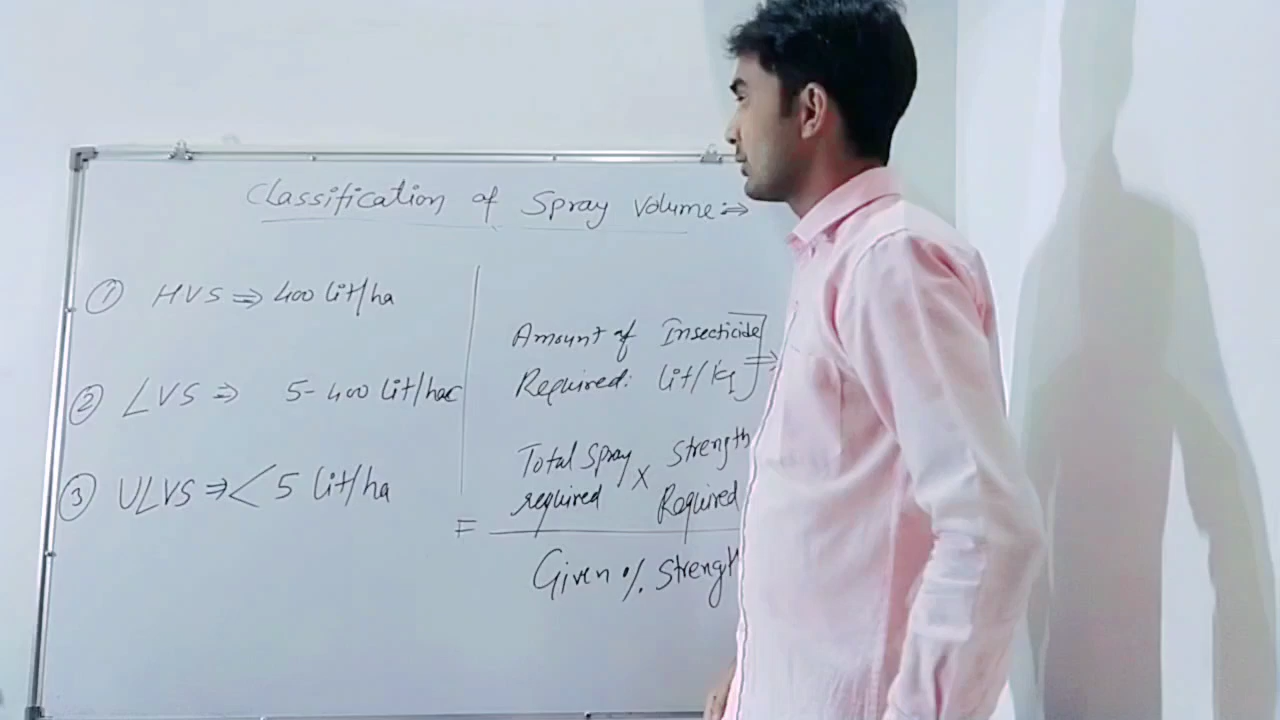 Classification of Spray Volume:⇒
① HVS ⇒ 400 lit/ha
② LVS ⇒ 5-400 lit/hac
③ ULVS ⇒ < 5 lit/ha
Amount of Insecticide
Required: lit/Kg ⇒
Total Spray required × Strength Required
=
Given % Strength